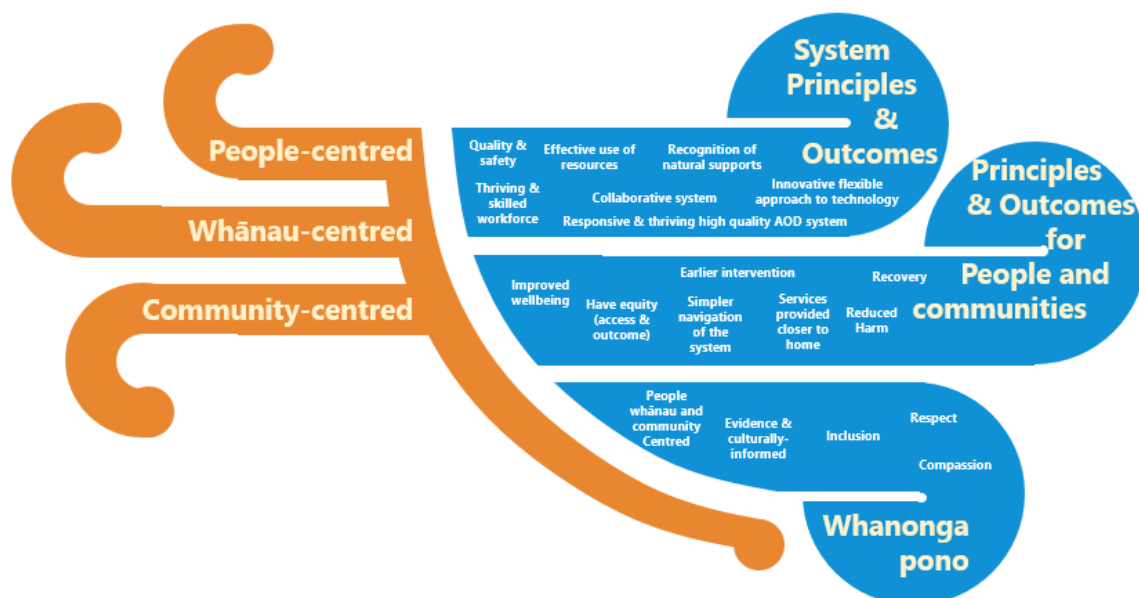 People-centred
Whānau-centred
Community-centred
System
Principles
&
Outcomes
Quality &
safety
Effective use of
resources
Recognition of
natural supports
Thriving &
skilled
workforce
Collaborative system
Innovative flexible
approach to technology
Responsive & thriving high quality AOD system
Principles
& Outcomes
for
People and
communities
Improved
wellbeing
Earlier intervention
Recovery
Have equity
(access &
outcome)
Simpler
navigation
of the
system
Services
provided
closer to
home
Reduced
Harm
People
whānau and
community
Centred
Evidence &
culturally-
informed
Inclusion
Respect
Compassion
Whanonga
pono